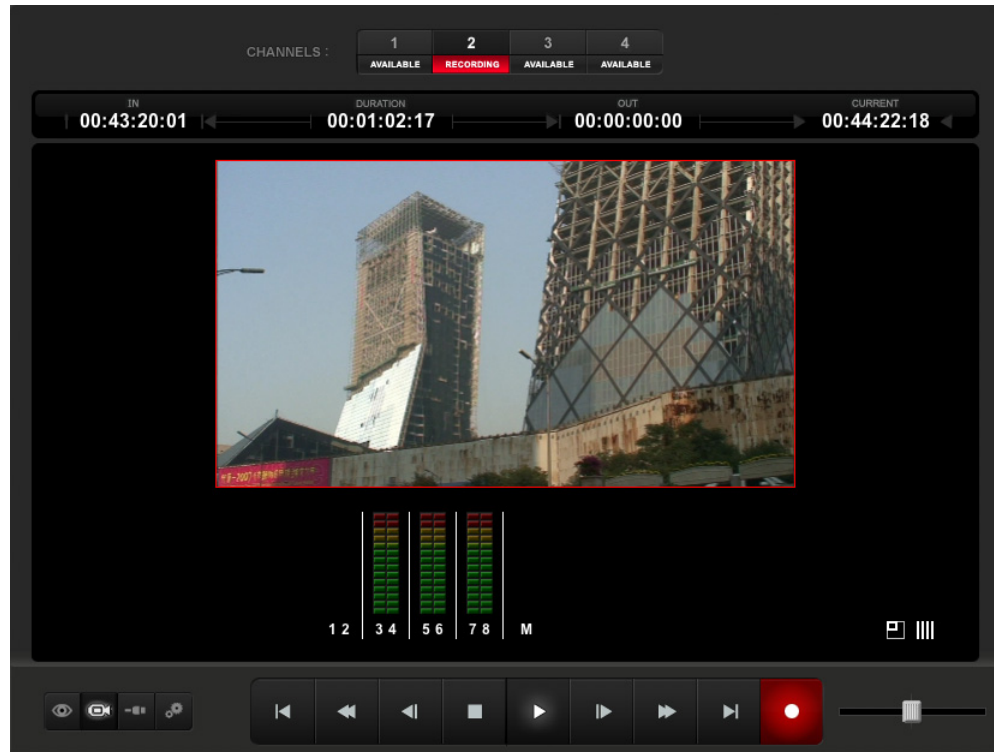 CHANNELS :
1 2 3 4
AVAILABLE RECORDING AVAILABLE AVAILABLE
IN DURATION OUT CURRENT
00:43:20:01 00:01:02:17 00:00:00:00 00:44:22:18
1 2 3 4 5 6 7 8 M